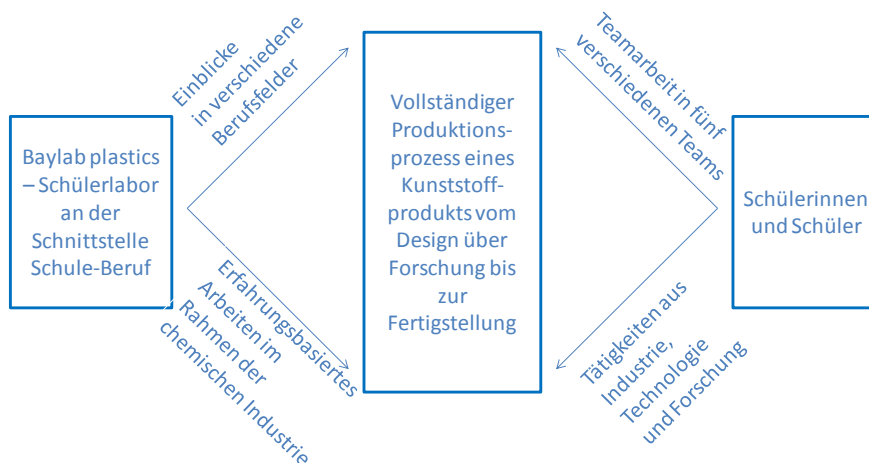 Baylab plastics
– Schülerlabor
an der
Schnittstelle
Schule-Beruf
Einblicke
in verschiedene
Berufsfelder
Erfahrungsbasiertes
Arbeiten im
Rahmen der
chemischen Industrie
Vollständiger
Produktions-
prozess eines
Kunststoff-
produkts vom
Design über
Forschung bis
zur
Fertigstellung
Teamarbeit in fünf
verschiedenen Teams
Tätigkeiten aus
Industrie,
Technologie
und Forschung
Schülerinnen
und Schüler